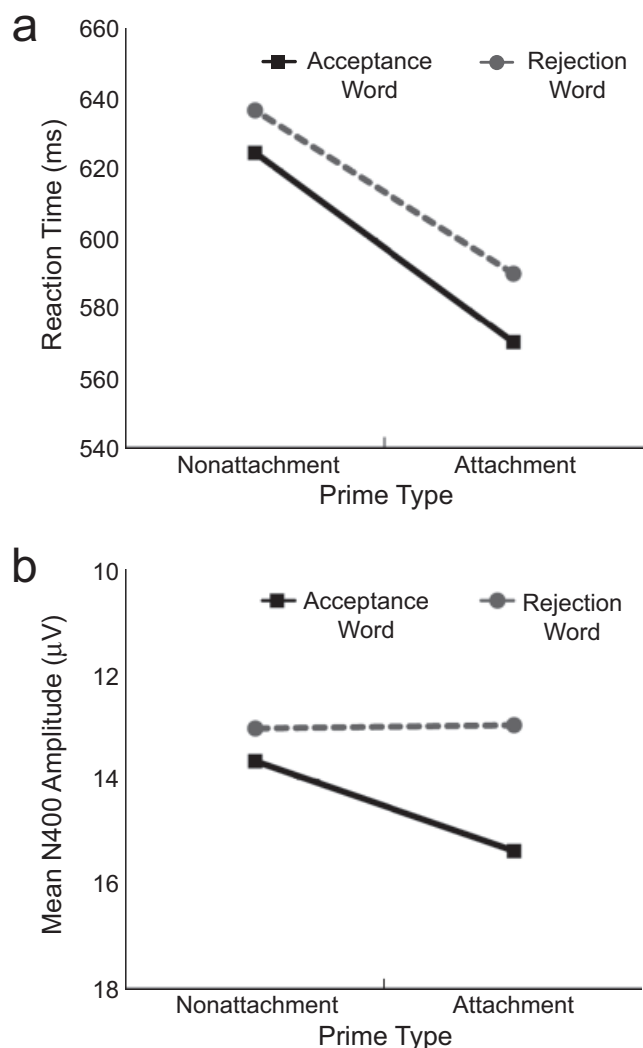 a
660
640
620
600
580
560
540
Reaction Time (ms)
Acceptance Word
Rejection Word
Nonattachment
Attachment
Prime Type
b
10
12
14
16
18
Mean N400 Amplitude (μV)
Acceptance Word
Rejection Word
Nonattachment
Attachment
Prime Type